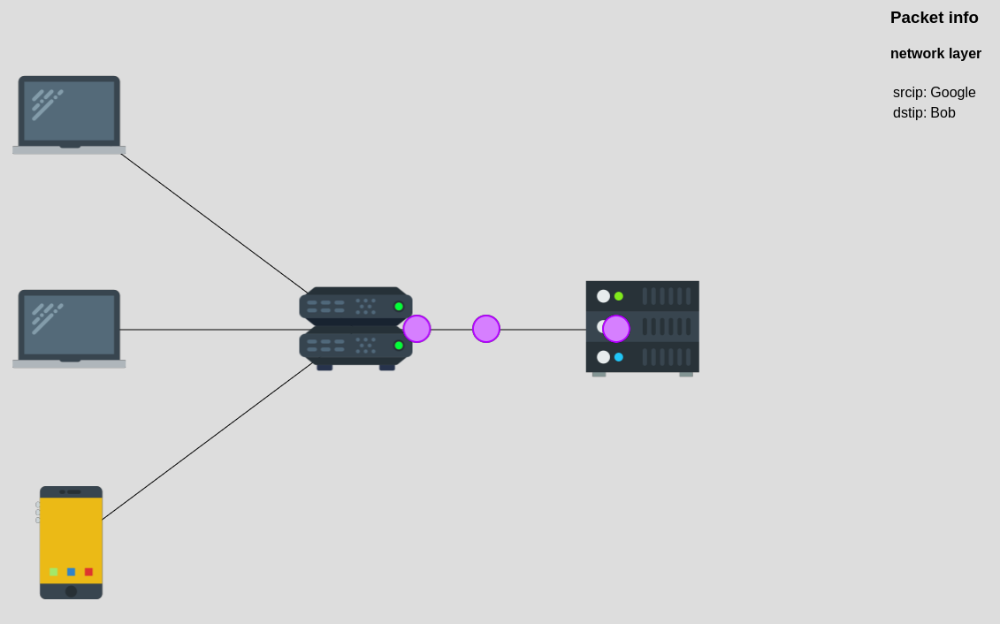 Packet info
network layer
srcip: Google
dstip: Bob